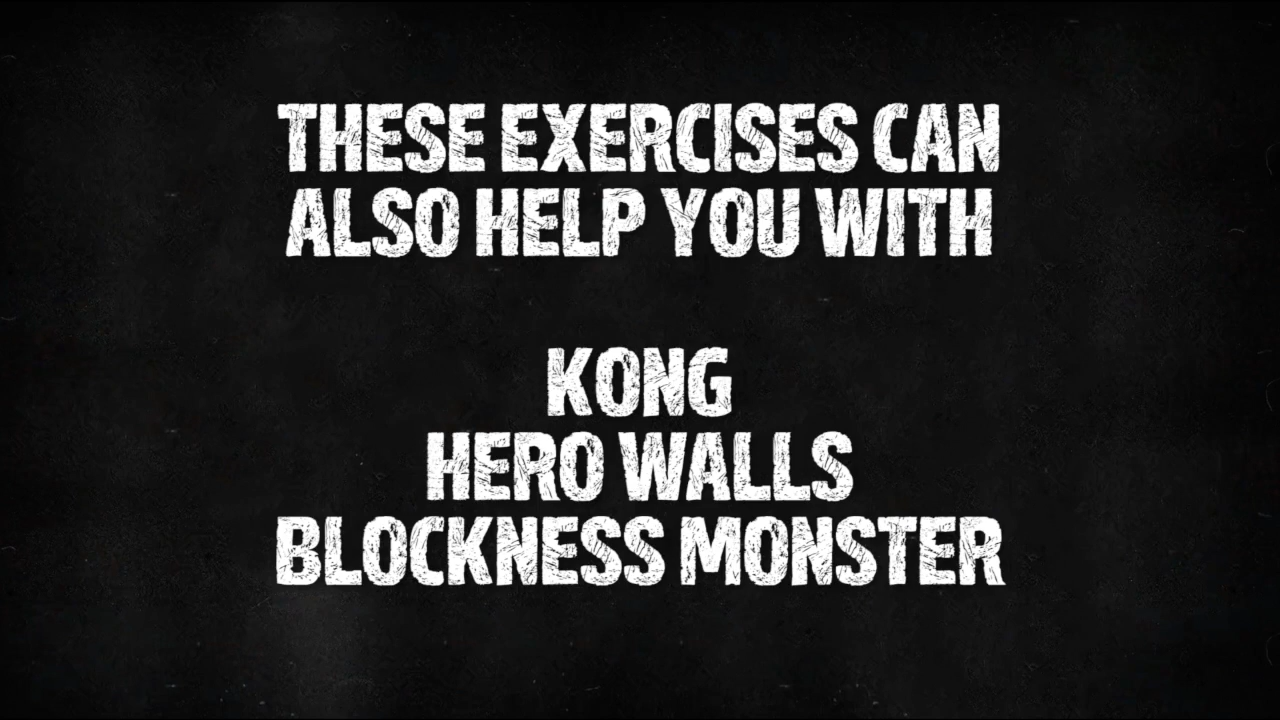 THESE EXERCISES CAN
ALSO HELP YOU WITH
KONG
HERO WALLS
BLOCKNESS MONSTER